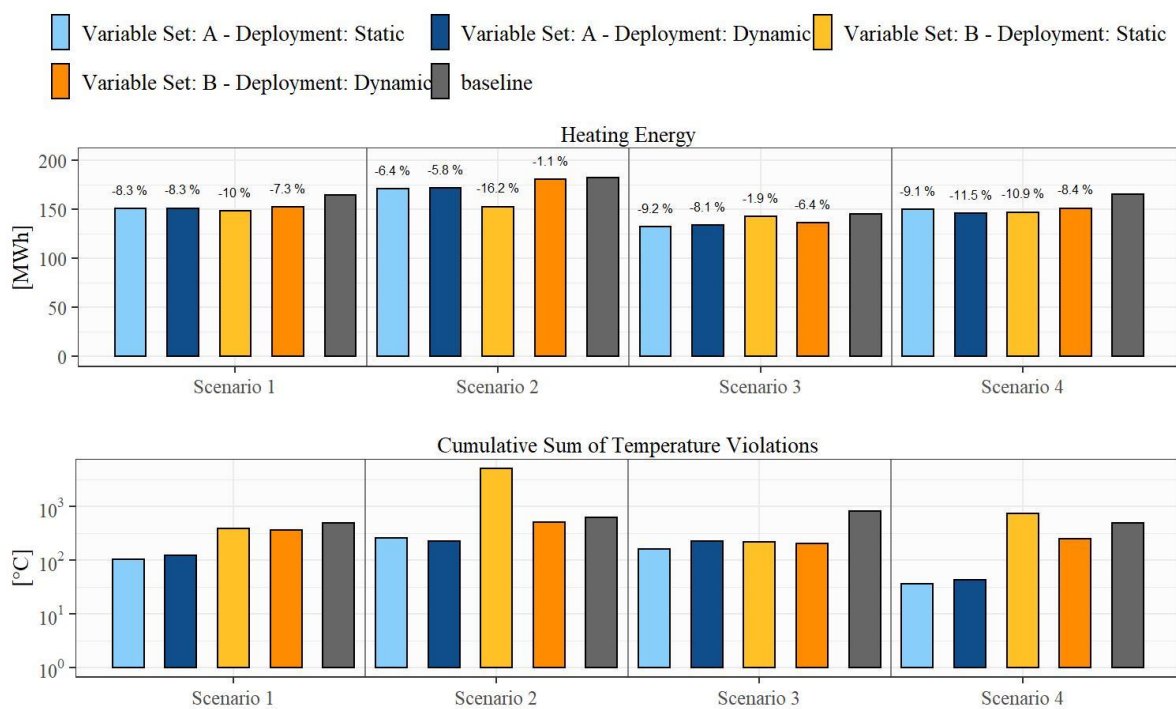 Variable Set: A - Deployment: Static
Variable Set: A - Deployment: Dynamic
Variable Set: B - Deployment: Static
Variable Set: B - Deployment: Dynamic
baseline
Heating Energy
[MWh]
200
150
100
50
0
-8.3 %
-8.3 %
-10 %
-7.3 %
-6.4 %
-5.8 %
-16.2 %
-1.1 %
-9.2 %
-8.1 %
-1.9 %
-6.4 %
-9.1 %
-11.5 %
-10.9 %
-8.4 %
Scenario 1
Scenario 2
Scenario 3
Scenario 4
Cumulative Sum of Temperature Violations
[°C]
10³
10²
10¹
10⁰
Scenario 1
Scenario 2
Scenario 3
Scenario 4